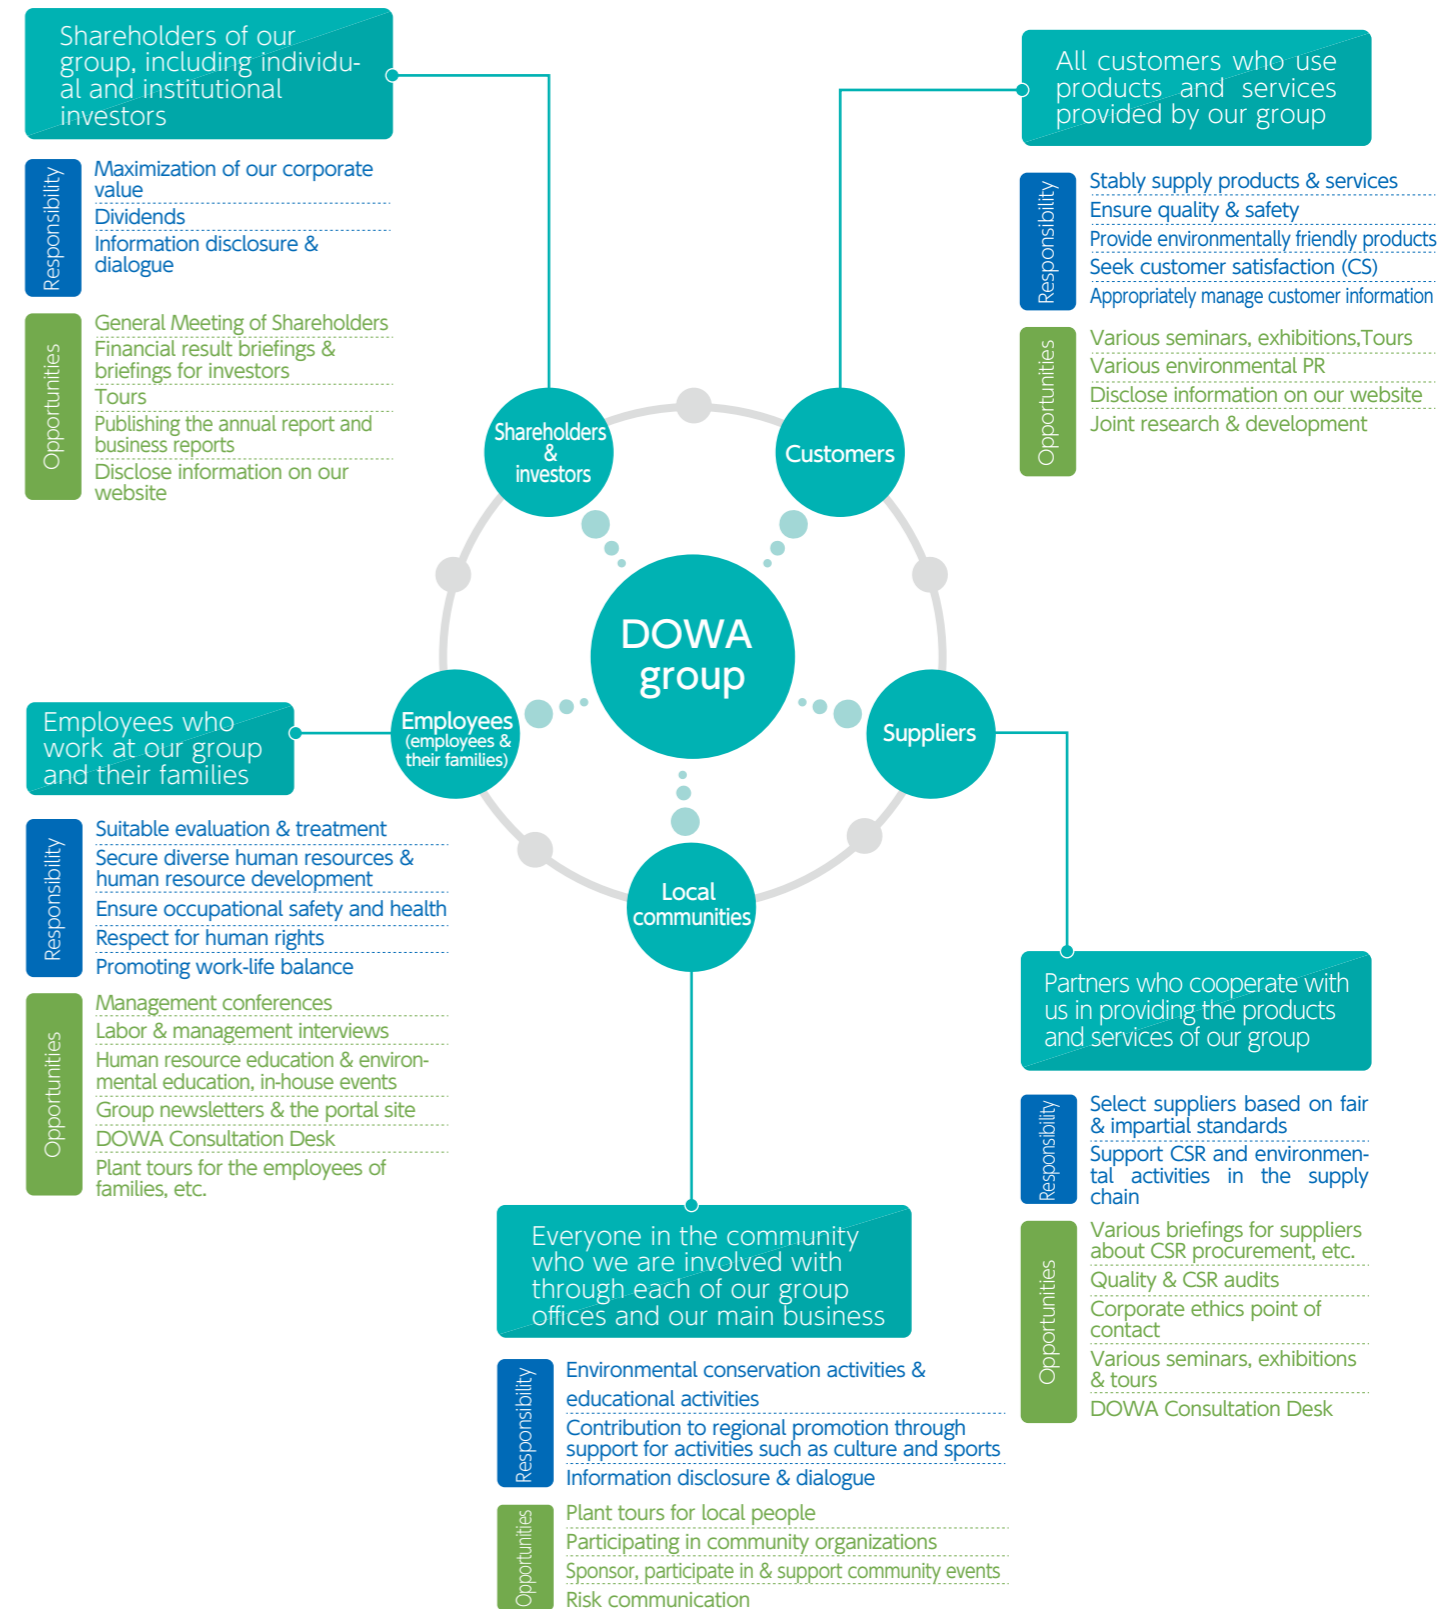 Shareholders of our
group, including individu-
al and institutional
investors
Responsibility
Maximization of our corporate
value
Dividends
Information disclosure &
dialogue
Opportunities
General Meeting of Shareholders
Financial result briefings &
briefings for investors
Tours
Publishing the annual report and
business reports
Disclose information on our
website
All customers who use
products and services
provided by our group
Responsibility
Stably supply products & services
Ensure quality & safety
Provide environmentally friendly products
Seek customer satisfaction (CS)
Appropriately manage customer information
Opportunities
Various seminars, exhibitions,Tours
Various environmental PR
Disclose information on our website
Joint research & development
Shareholders
&
investors
Customers
DOWA
group
Employees
(employees &
their families)
Suppliers
Local
communities
Employees who
work at our group
and their families
Responsibility
Suitable evaluation & treatment
Secure diverse human resources &
human resource development
Ensure occupational safety and health
Respect for human rights
Promoting work-life balance
Opportunities
Management conferences
Labor & management interviews
Human resource education & environ-
mental education, in-house events
Group newsletters & the portal site
DOWA Consultation Desk
Plant tours for the employees of
families, etc.
Partners who cooperate with
us in providing the products
and services of our group
Responsibility
Select suppliers based on fair
& impartial standards
Support CSR and environmen-
tal activities in the supply
chain
Opportunities
Various briefings for suppliers
about CSR procurement, etc.
Quality & CSR audits
Corporate ethics point of
contact
Various seminars, exhibitions
& tours
DOWA Consultation Desk
Everyone in the community
who we are involved with
through each of our group
offices and our main business
Responsibility
Environmental conservation activities &
educational activities
Contribution to regional promotion through
support for activities such as culture and sports
Information disclosure & dialogue
Opportunities
Plant tours for local people
Participating in community organizations
Sponsor, participate in & support community events
Risk communication